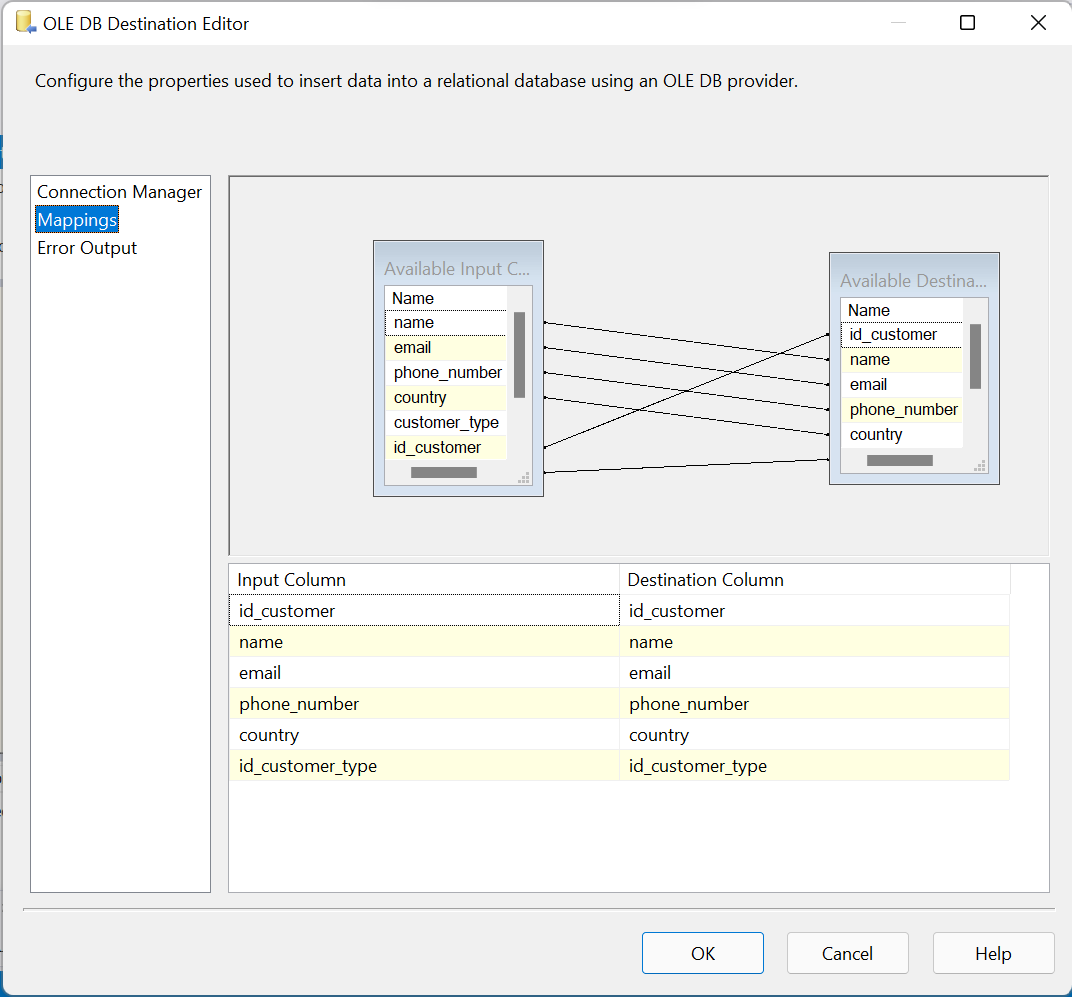 OLE DB Destination Editor
Configure the properties used to insert data into a relational database using an OLE DB provider.
Connection Manager
Mappings
Error Output
Available Input C...
Name
name
email
phone_number
country
customer_type
id_customer
Available Destina...
Name
id_customer
name
email
phone_number
country
Input Column Destination Column
id_customer id_customer
name name
email email
phone_number phone_number
country country
id_customer_type id_customer_type
OK Cancel Help